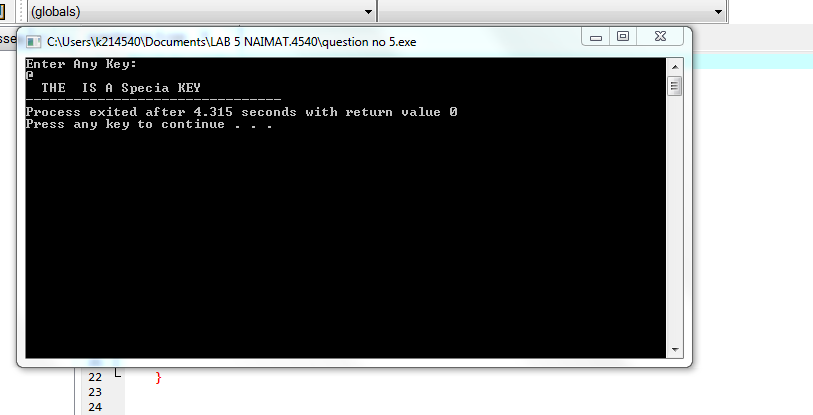 (globals)
sse
C:\Users\k214540\Documents\LAB 5 NAIMAT.4540\question no 5.exe
Enter Any Key:
@
THE  IS A Specia KEY
--------------------------------
Process exited after 4.315 seconds with return value 0
Press any key to continue . . .
22 }
23
24